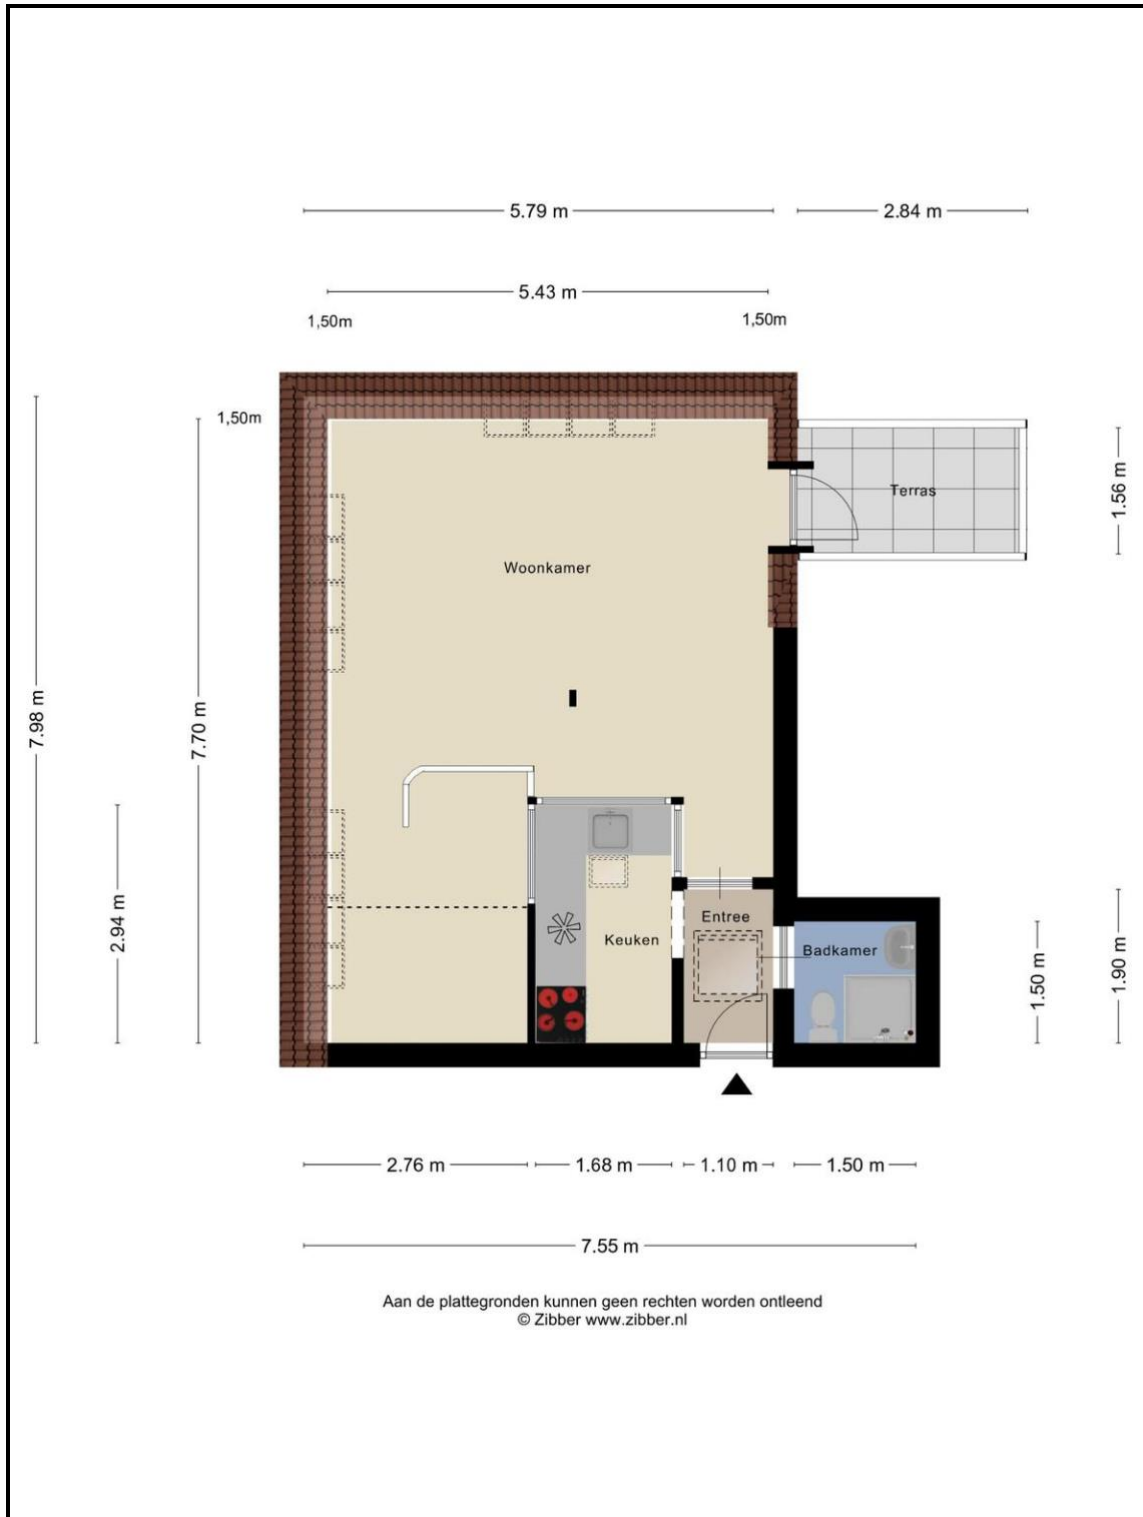 5.79 m
2.84 m
5.43 m
1,50m
1,50m
1,50m
Terras
1.56 m
Woonkamer
7.98 m
7.70 m
2.94 m
Entree
Keuken
Badkamer
1.50 m
1.90 m
2.76 m
1.68 m
1.10 m
1.50 m
7.55 m
Aan de plattegronden kunnen geen rechten worden ontleend
© Zibber www.zibber.nl